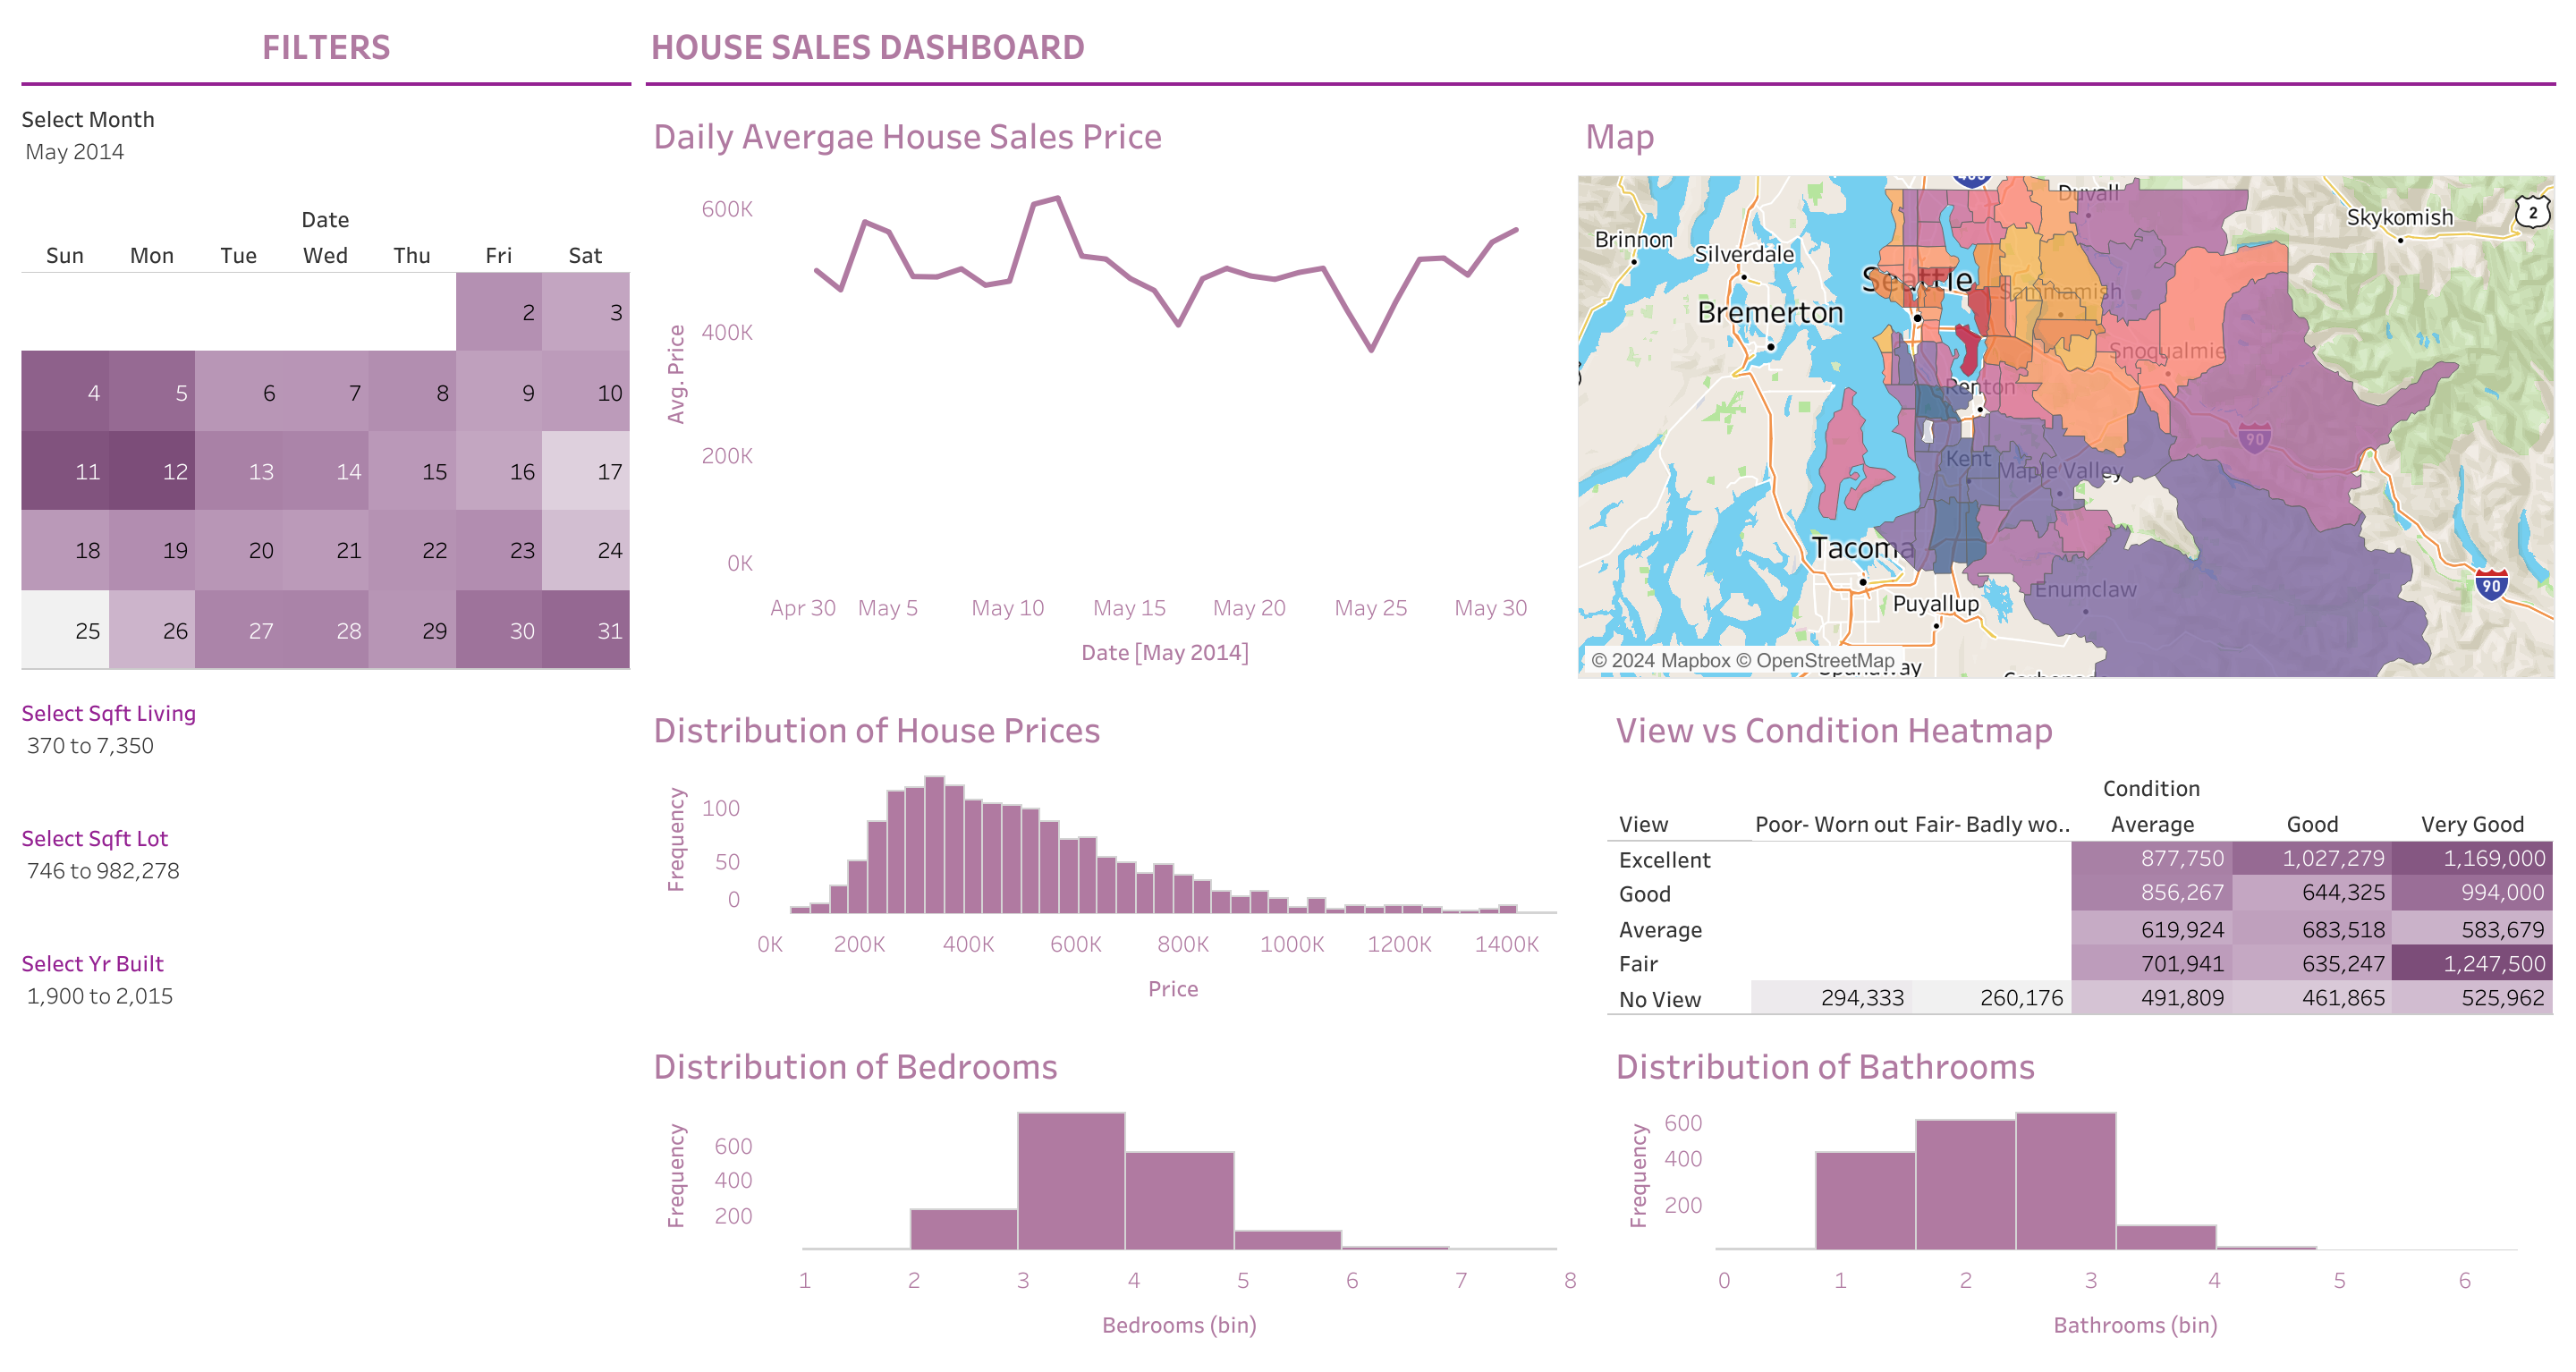 FILTERS
HOUSE SALES DASHBOARD
Select Month
May 2014
Date
Sun Mon Tue Wed Thu Fri Sat
2 3
4 5 6 7 8 9 10
11 12 13 14 15 16 17
18 19 20 21 22 23 24
25 26 27 28 29 30 31
Select Sqft Living
370 to 7,350
Select Sqft Lot
746 to 982,278
Select Yr Built
1,900 to 2,015
Daily Avergae House Sales Price
Avg. Price
600K
400K
200K
0K
Apr 30 May 5 May 10 May 15 May 20 May 25 May 30
Date [May 2014]
Map
Duvall
Skykomish
2
Brinnon
Silverdale
Seattle
Sammamish
Bremerton
Snoqualmie
Renton
90
Kent
Maple Valley
Tacoma
Enumclaw
90
Puyallup
© 2024 Mapbox © OpenStreetMap
Distribution of House Prices
Frequency
100
50
0
0K 200K 400K 600K 800K 1000K 1200K 1400K
Price
View vs Condition Heatmap
Condition
View Poor- Worn out Fair- Badly wo.. Average Good Very Good
Excellent 877,750 1,027,279 1,169,000
Good 856,267 644,325 994,000
Average 619,924 683,518 583,679
Fair 701,941 635,247 1,247,500
No View 294,333 260,176 491,809 461,865 525,962
Distribution of Bedrooms
Frequency
600
400
200
1 2 3 4 5 6 7 8
Bedrooms (bin)
Distribution of Bathrooms
Frequency
600
400
200
0 1 2 3 4 5 6
Bathrooms (bin)